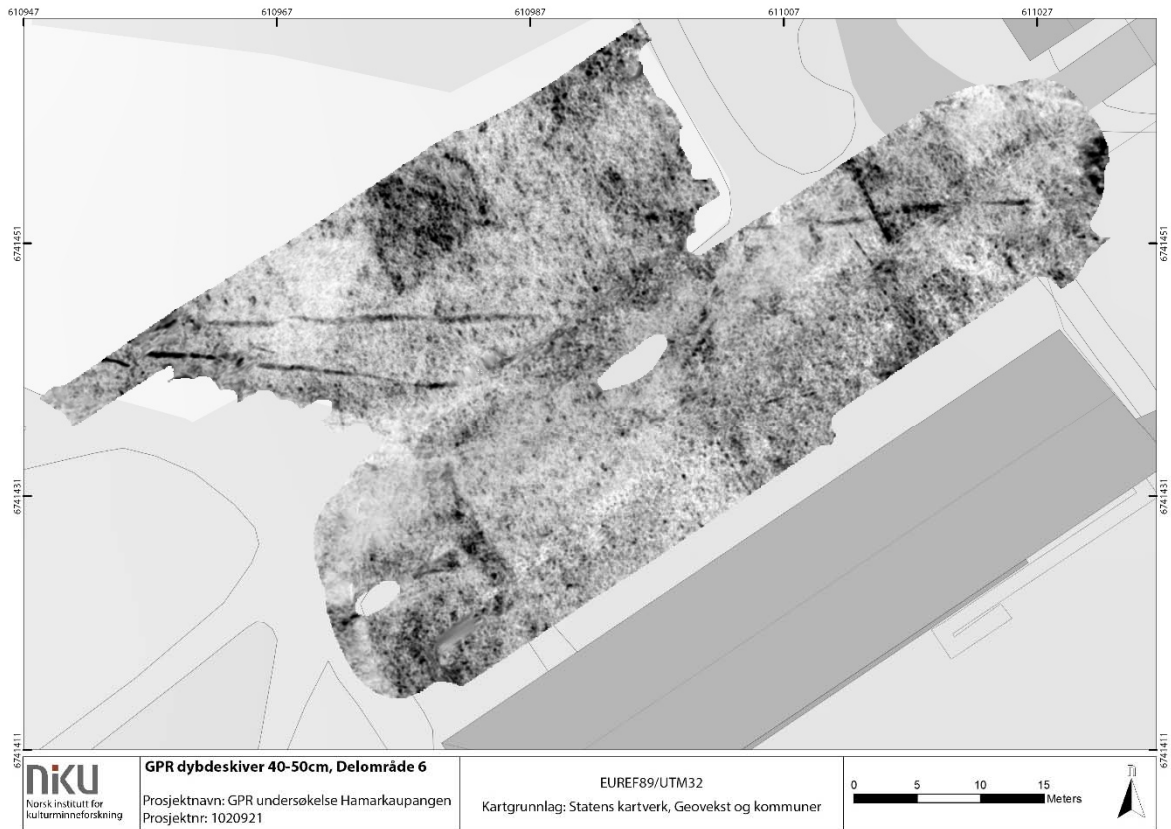 610947
610967
610987
611007
611027
6741451
6741451
6741431
6741431
6741411
6741411
niku
Norsk institutt for
kulturminneforskning
GPR dybdeskiver 40-50cm, Delområde 6
Prosjektnavn: GPR undersøkelse Hamarkaupangen
Prosjektnr: 1020921
EUREF89/UTM32
Kartgrunnlag: Statens kartverk, Geovekst og kommuner
0 5 10 15
Meters